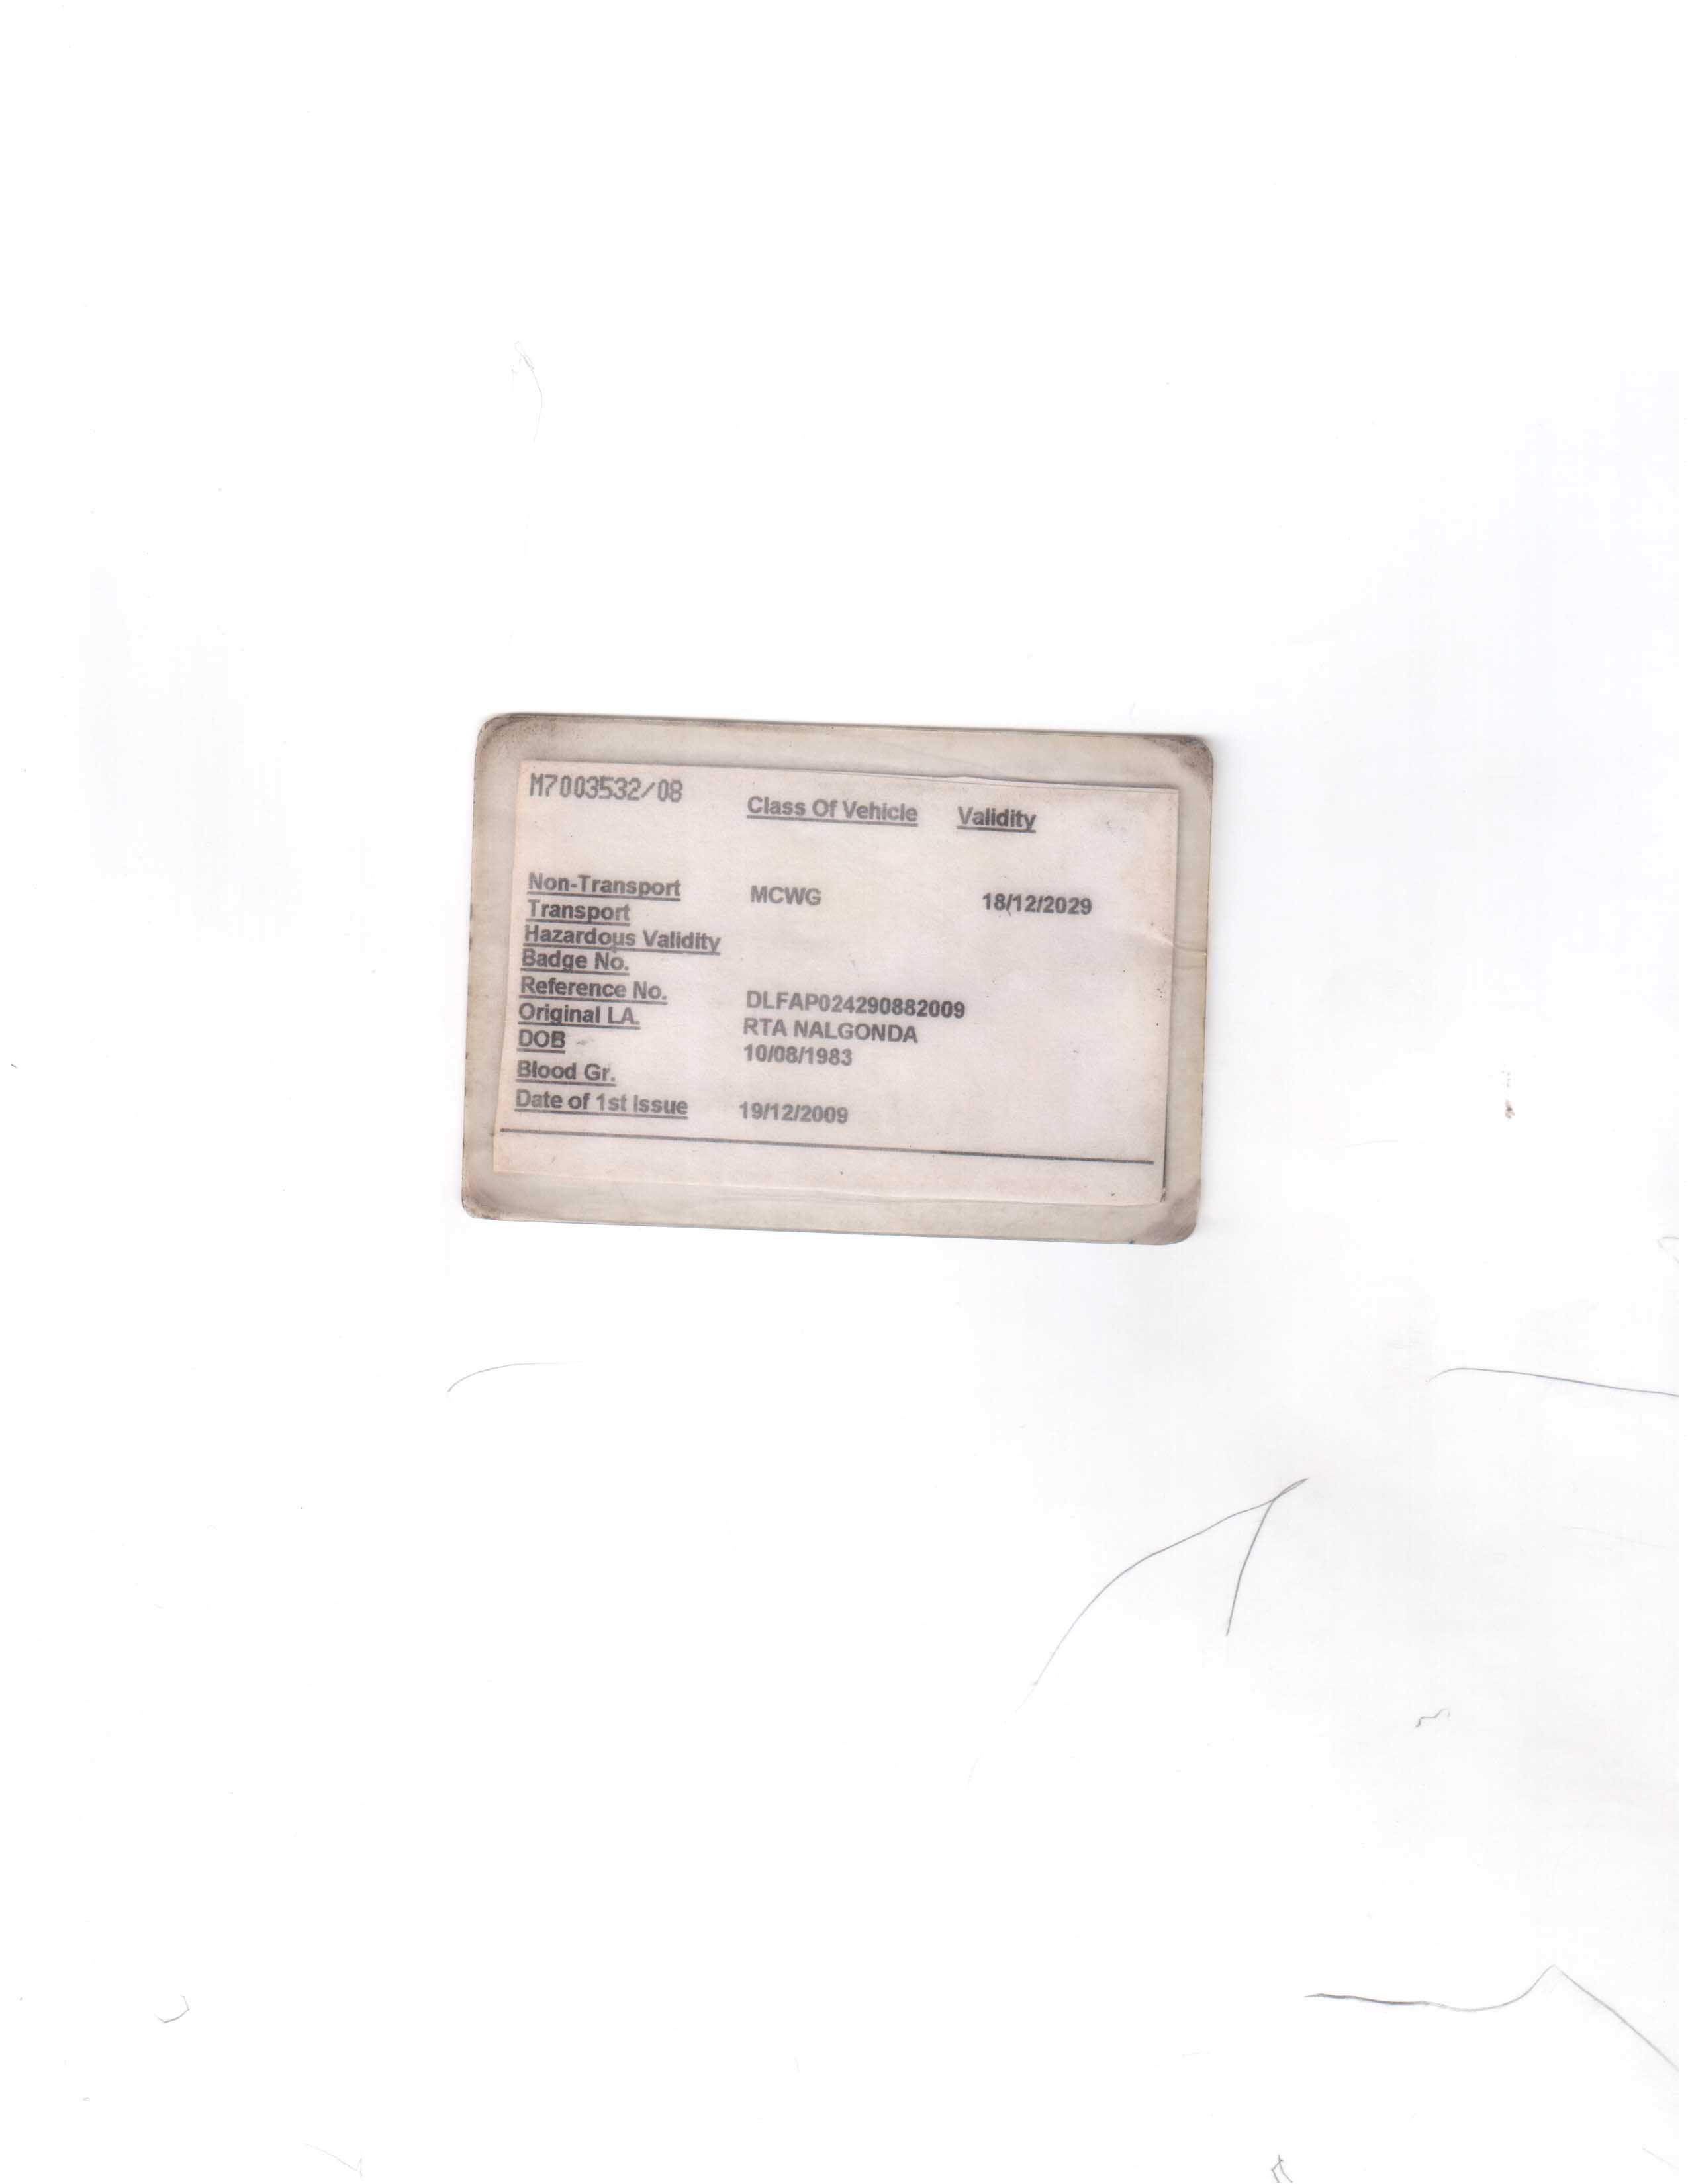 M7003532/08
Class Of Vehicle Validity
Non-Transport MCWG 18/12/2029
Transport
Hazardous Validity
Badge No.
Reference No. DLFAP024290882009
Original LA. RTA NALGONDA
DOB 10/08/1983
Blood Gr.
Date of 1st Issue 19/12/2009